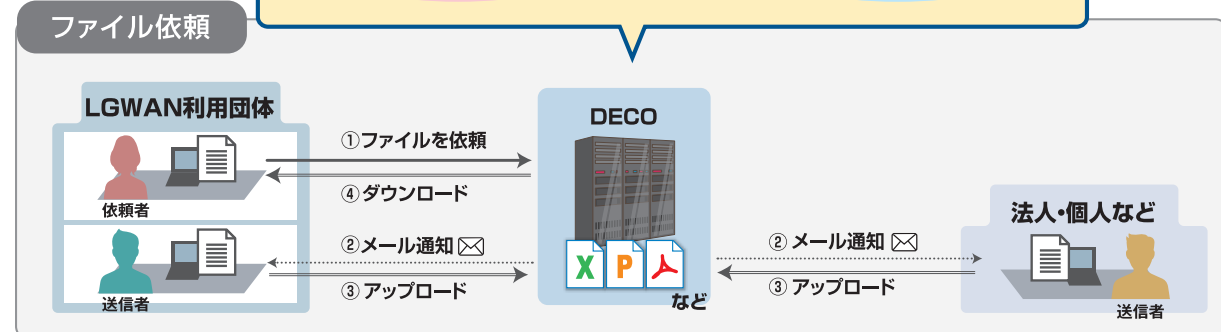 ファイル依頼
LGWAN利用団体
依頼者
送信者
①ファイルを依頼
④ダウンロード
②メール通知
③アップロード
DECO
X P
など
②メール通知
③アップロード
法人・個人など
送信者